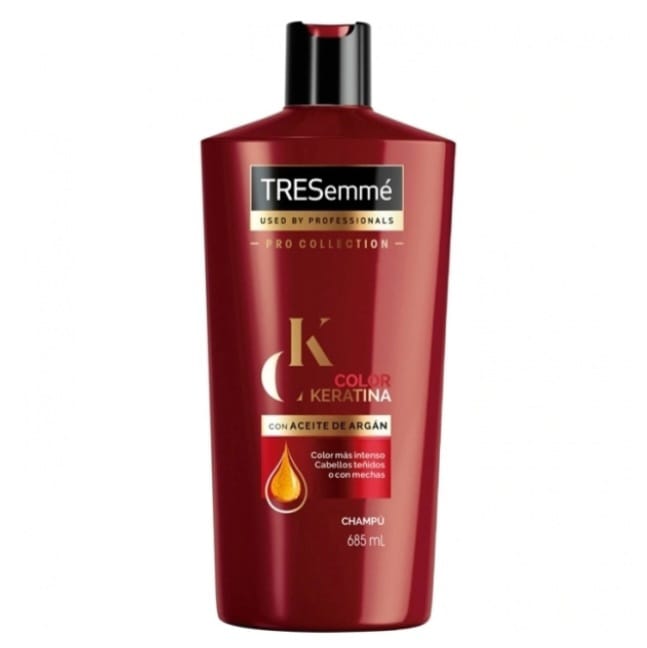 TRESemmé
USED BY PROFESSIONALS
PRO COLLECTION
K
C
COLOR
KERATINA
CON ACEITE DE ARGÁN
Color más intenso
Cabellos teñidos
o con mechas
CHAMPÚ
685 mL